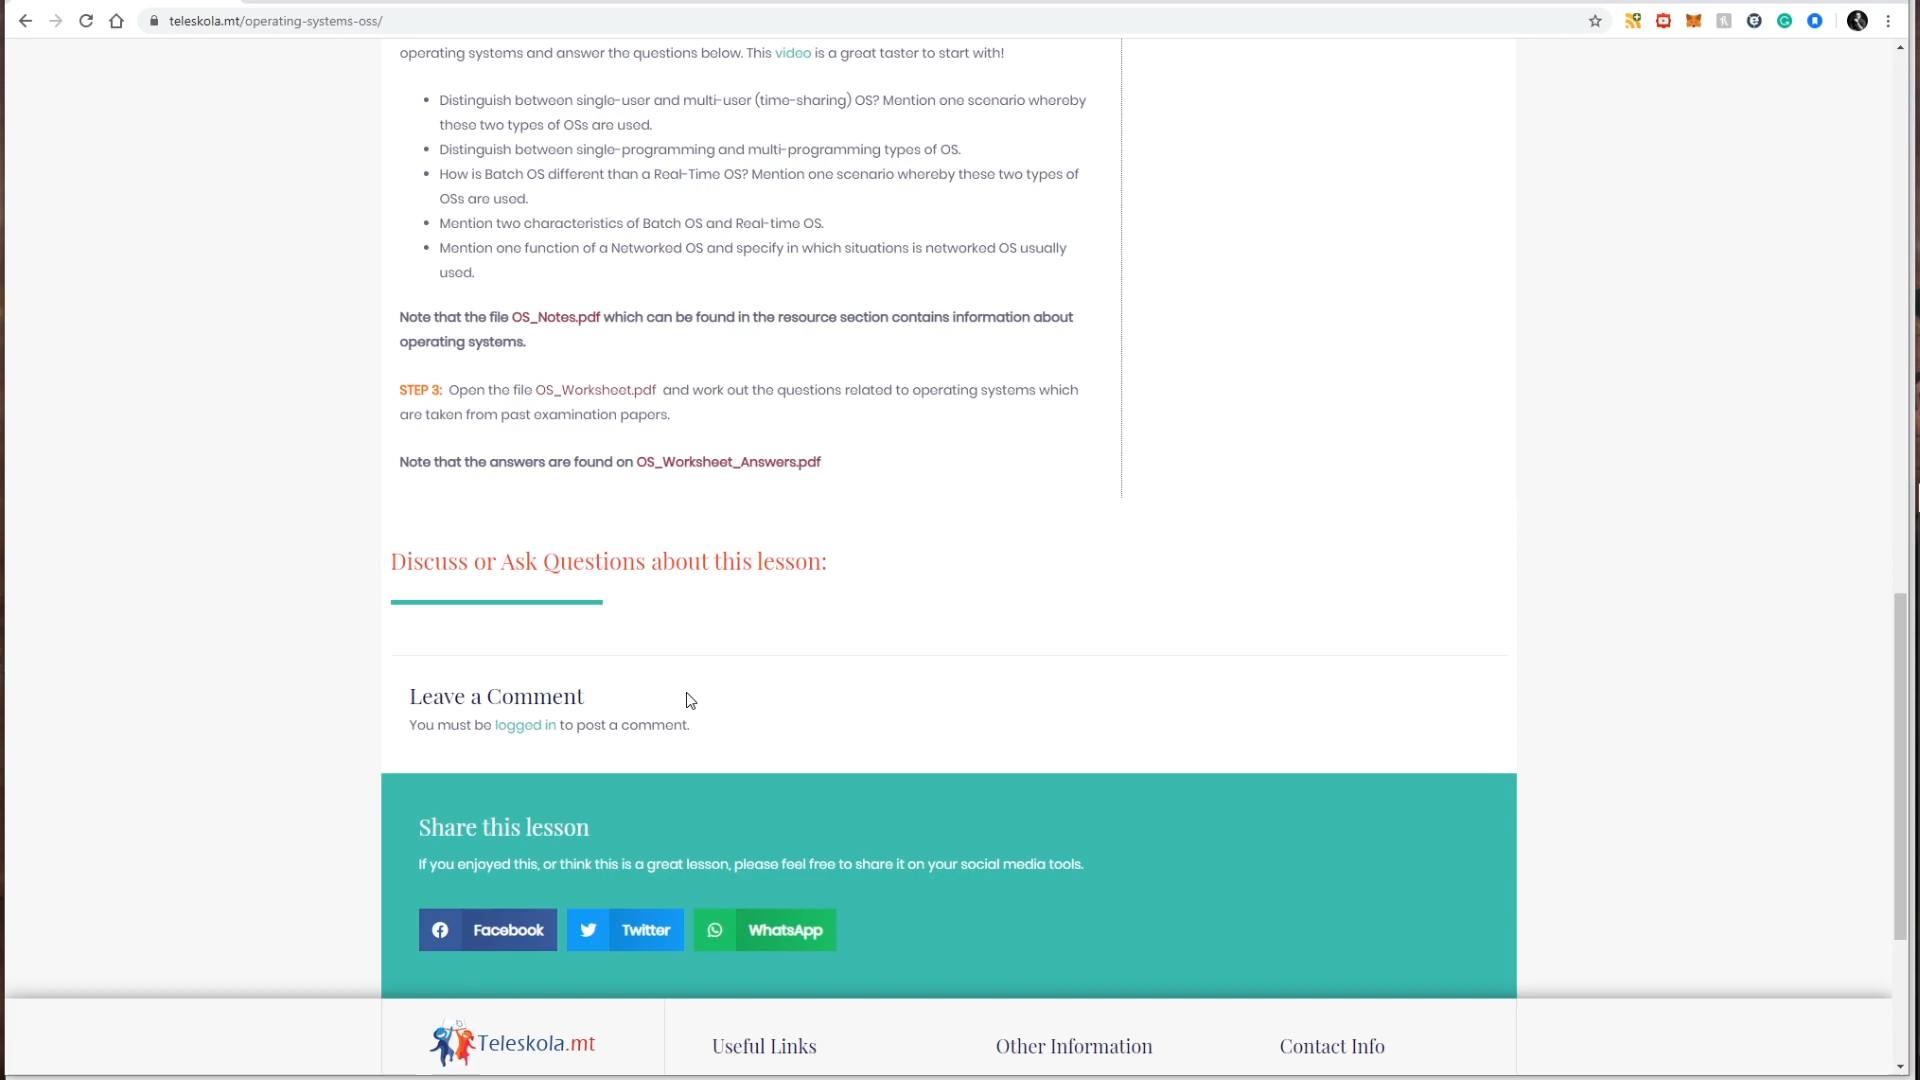 teleskola.mt/operating-systems-oss/
operating systems and answer the questions below. This video is a great taster to start with!
Distinguish between single-user and multi-user (time-sharing) OS? Mention one scenario whereby
these two types of OSs are used.
Distinguish between single-programming and multi-programming types of OS.
How is Batch OS different than a Real-Time OS? Mention one scenario whereby these two types of
OSs are used.
Mention two characteristics of Batch OS and Real-time OS.
Mention one function of a Networked OS and specify in which situations is networked OS usually
used.
Note that the file OS_Notes.pdf which can be found in the resource section contains information about
operating systems.
STEP 3: Open the file OS_Worksheet.pdf and work out the questions related to operating systems which
are taken from past examination papers.
Note that the answers are found on OS_Worksheet_Answers.pdf
Discuss or Ask Questions about this lesson:
Leave a Comment
You must be logged in to post a comment.
Share this lesson
If you enjoyed this, or think this is a great lesson, please feel free to share it on your social media tools.
Facebook Twitter WhatsApp
Teleskola.mt Useful Links Other Information Contact Info